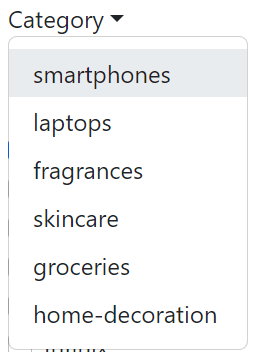 Category
smartphones
laptops
fragrances
skincare
groceries
home-decoration